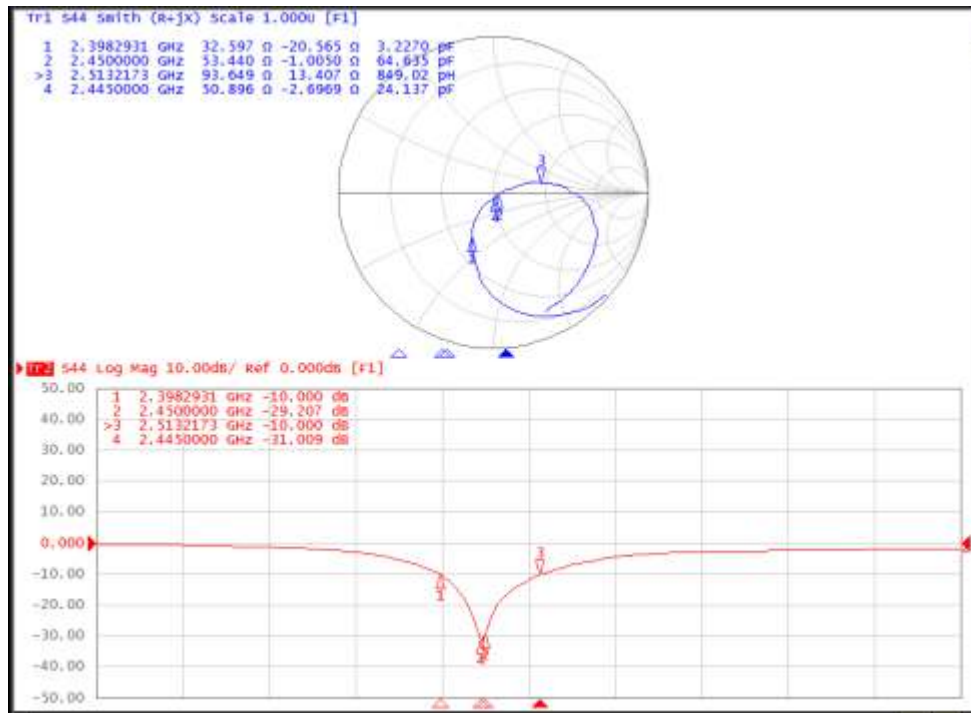 Tr1 S44 Smith (R+jX) Scale 1.000U [F1]
1 2.3982931 GHz 32.597 Ω -20.565 Ω 3.2270 pF
2 2.4500000 GHz 53.440 Ω -1.0050 Ω 64.635 pF
>3 2.5132173 GHz 93.649 Ω 13.407 Ω 849.02 pH
4 2.4450000 GHz 50.896 Ω -2.6969 Ω 24.137 pF
3
1
Tr2 S44 Log Mag 10.00dB/ Ref 0.000dB [F1]
50.00
1 2.3982931 GHz -10.000 dB
40.00
2 2.4500000 GHz -29.207 dB
>3 2.5132173 GHz -10.000 dB
4 2.4450000 GHz -31.009 dB
30.00
20.00
10.00
0.000
3
-10.00
1
-20.00
-30.00
-40.00
-50.00